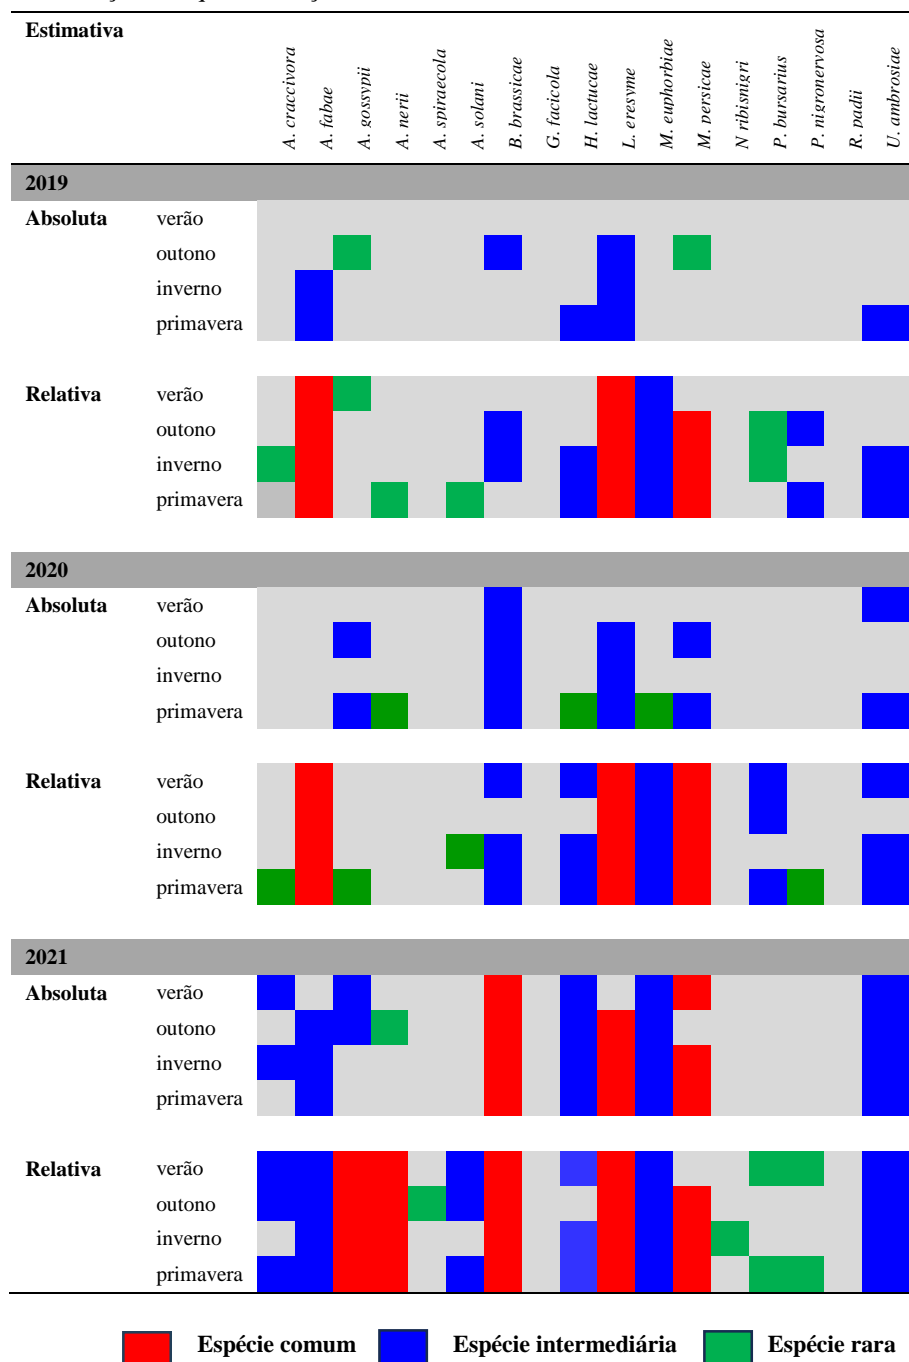 Estimativa
A. craccivora
A. fabae
A. gossypii
A. nerii
A. spiraecola
A. solani
B. brassicae
G. facicola
H. lactucae
L. eresyme
M. euphorbiae
M. persicae
N ribisnigri
P. bursarius
P. nigronervosa
R. padii
U. ambrosiae
2019
Absoluta verão
outono
inverno
primavera
Relativa verão
outono
inverno
primavera
2020
Absoluta verão
outono
inverno
primavera
Relativa verão
outono
inverno
primavera
2021
Absoluta verão
outono
inverno
primavera
Relativa verão
outono
inverno
primavera
Espécie comum Espécie intermediária Espécie rara